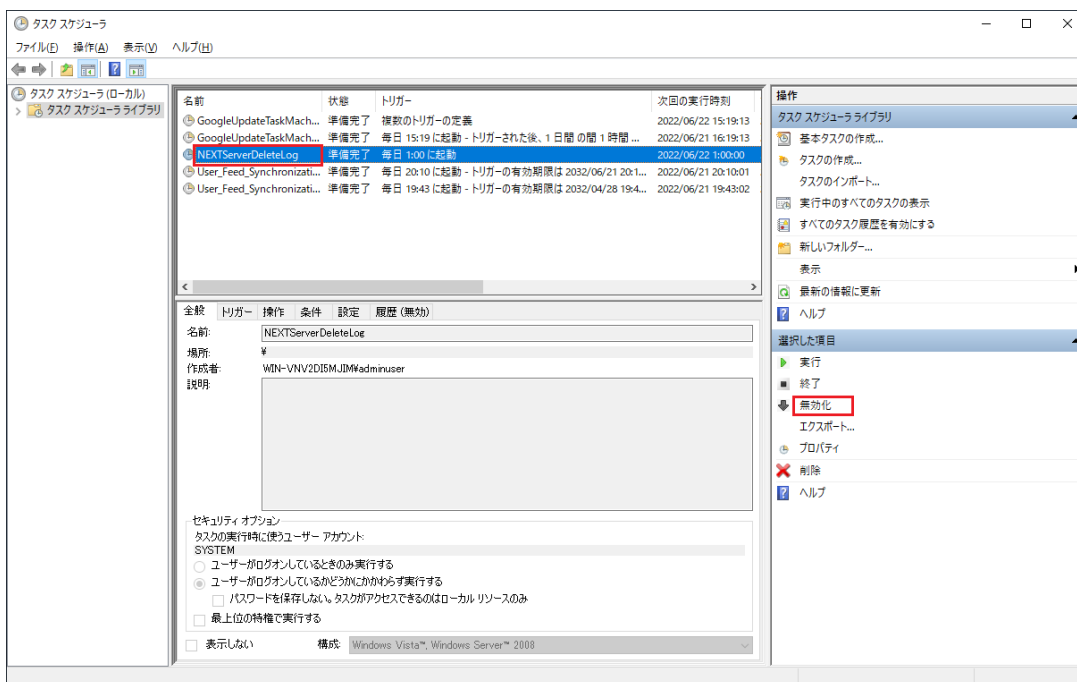 タスク スケジューラ
ファイル(F) 操作(A) 表示(V) ヘルプ(H)
タスク スケジューラ (ローカル)
タスク スケジューラ ライブラリ
名前 状態 トリガー 次回の実行時刻
GoogleUpdateTaskMach... 準備完了 複数のトリガーの定義 2022/06/22 15:19:13
GoogleUpdateTaskMach... 準備完了 毎日 15:19 に起動 - トリガーされた後、1 日間 の間 1 時間 ... 2022/06/21 16:19:13
NEXTServerDeleteLog 準備完了 毎日 1:00 に起動 2022/06/22 1:00:00
User_Feed_Synchronizati... 準備完了 毎日 20:10 に起動 - トリガーの有効期限は 2032/06/21 20:1... 2022/06/21 20:10:01
User_Feed_Synchronizati... 準備完了 毎日 19:43 に起動 - トリガーの有効期限は 2032/04/28 19:4... 2022/06/21 19:43:02
全般 トリガー 操作 条件 設定 履歴 (無効)
名前: NEXTServerDeleteLog
場所: ¥
作成者: WIN-VNV2DI5MJIM¥adminuser
説明:
セキュリティ オプション
タスクの実行時に使うユーザー アカウント:
SYSTEM
ユーザーがログオンしているときのみ実行する
ユーザーがログオンしているかどうかにかかわらず実行する
パスワードを保存しない。タスクがアクセスできるのはローカル リソースのみ
最上位の特権で実行する
表示しない 構成: Windows Vista™, Windows Server™ 2008
操作
タスク スケジューラ ライブラリ
基本タスクの作成...
タスクの作成...
タスクのインポート...
実行中のすべてのタスクの表示
すべてのタスク履歴を有効にする
新しいフォルダー...
表示
最新の情報に更新
ヘルプ
選択した項目
実行
終了
無効化
エクスポート...
プロパティ
削除
ヘルプ